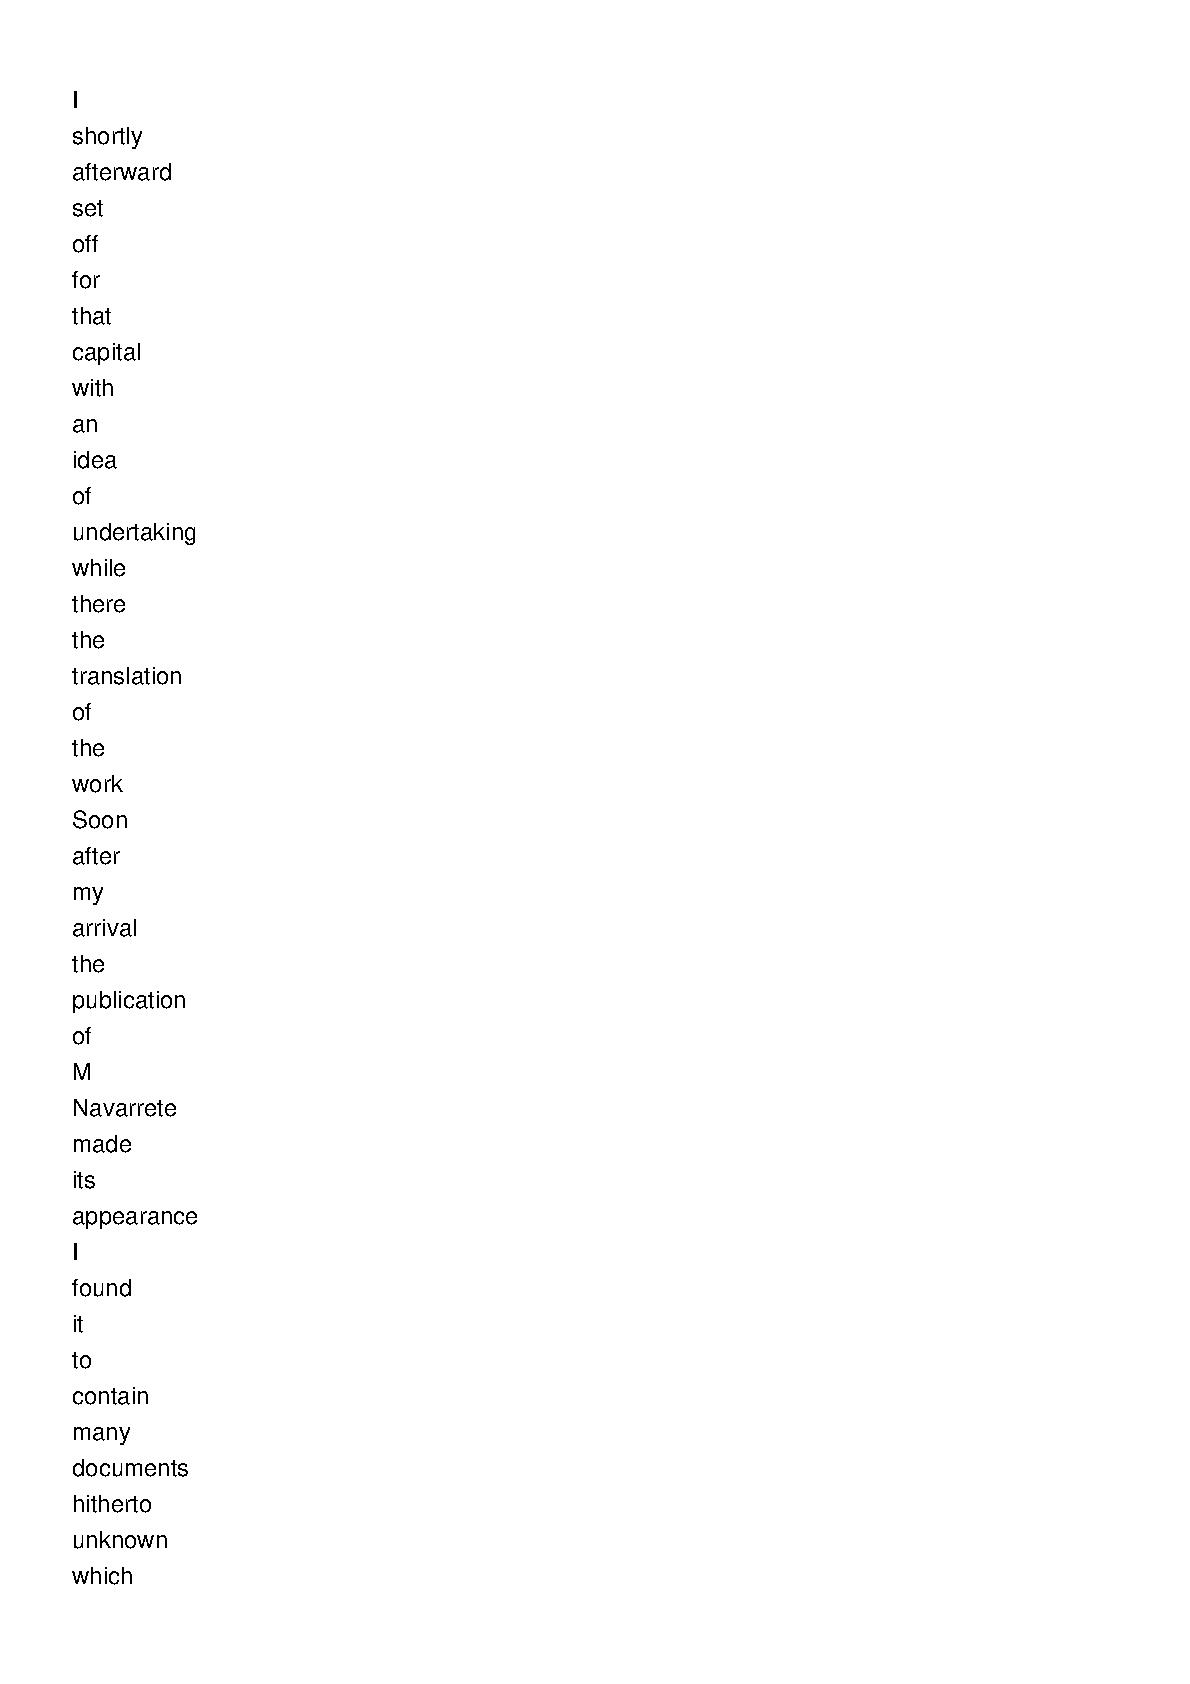 I
shortly
afterward
set
off
for
that
capital
with
an
idea
of
undertaking
while
there
the
translation
of
the
work
Soon
after
my
arrival
the
publication
of
M
Navarrete
made
its
appearance
I
found
it
to
contain
many
documents
hitherto
unknown
which